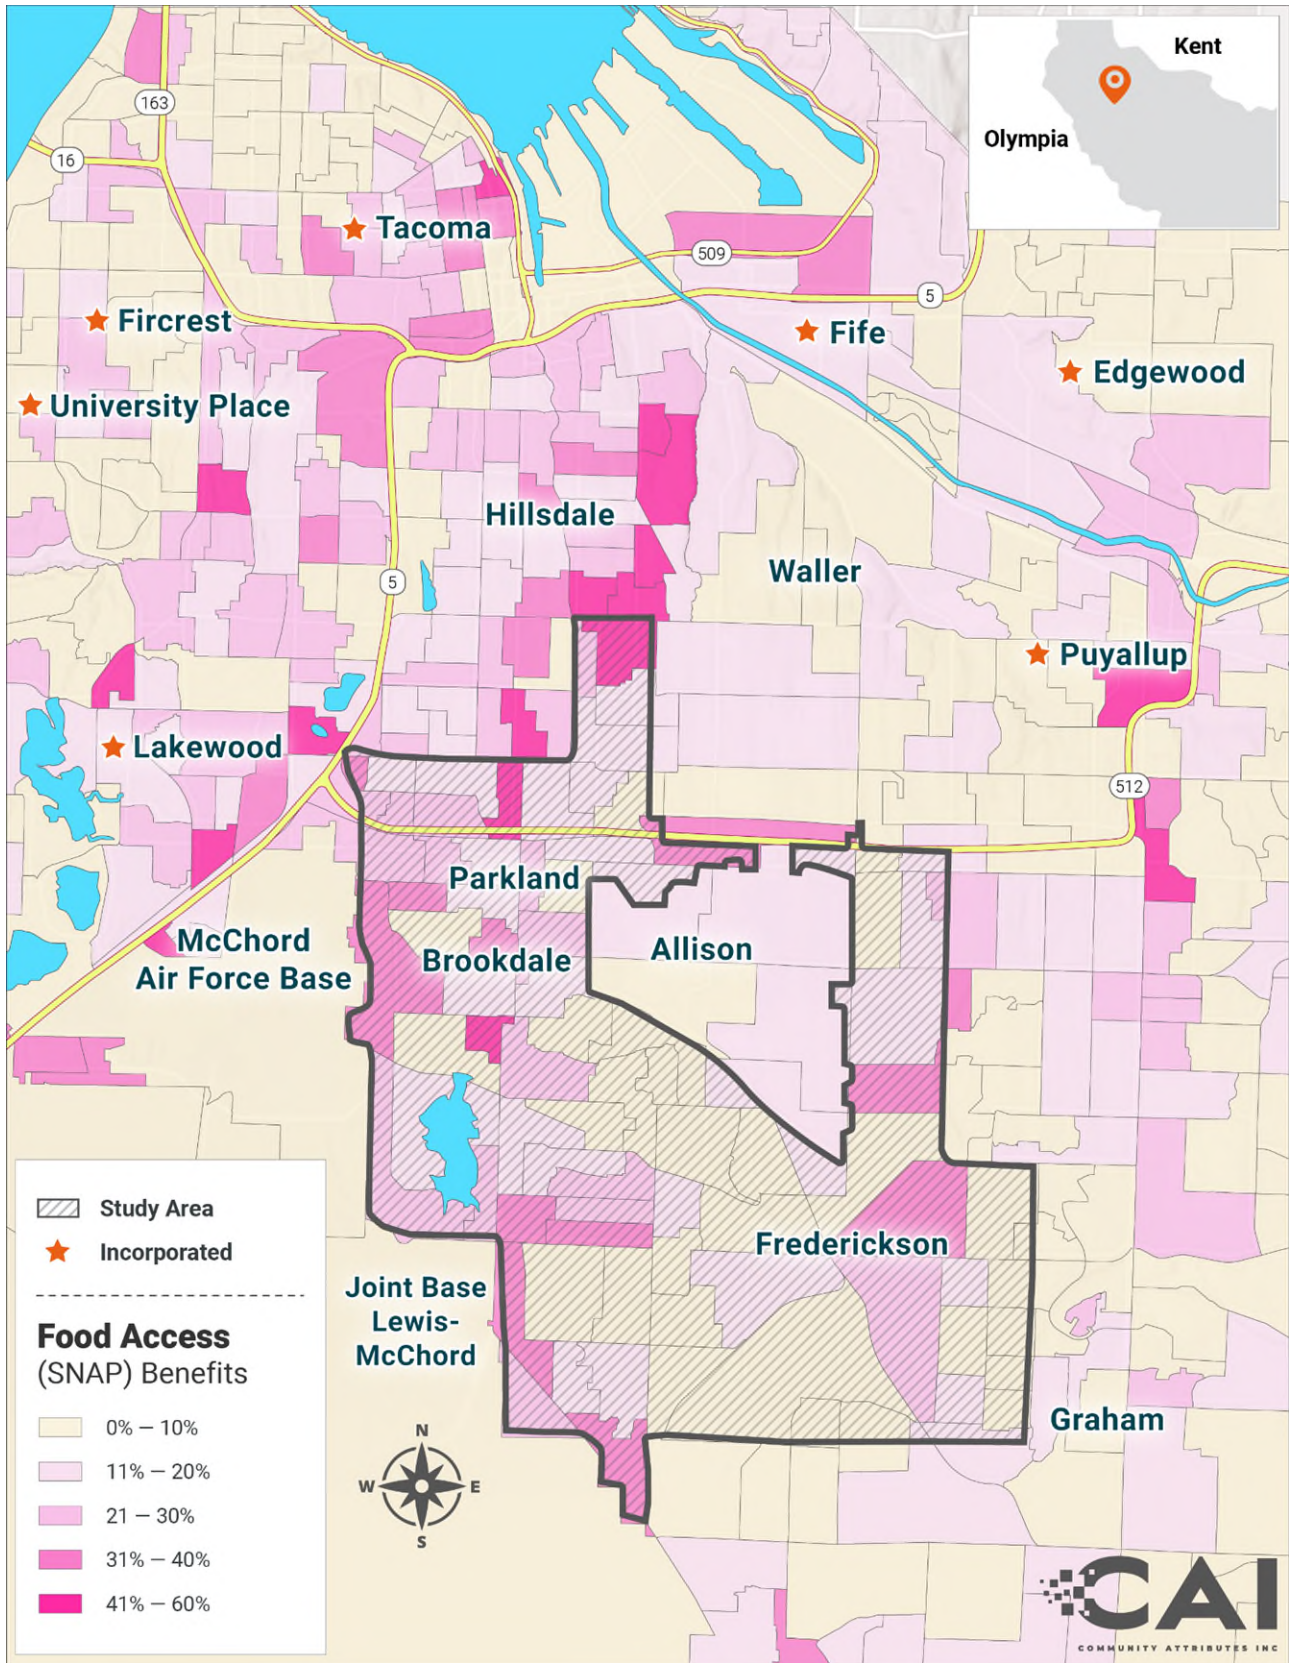 Kent
Olympia
163
16
Tacoma
509
5
Fircrest
Fife
Edgewood
University Place
Hillsdale
Waller
5
Puyallup
Lakewood
512
Parkland
McChord
Air Force Base
Brookdale
Allison
Frederickson
Joint Base
Lewis-
McChord
Graham
Study Area
Incorporated
Food Access
(SNAP) Benefits
0% – 10%
11% – 20%
21 – 30%
31% – 40%
41% – 60%
N
W E
S
CAI
COMMUNITY ATTRIBUTES INC